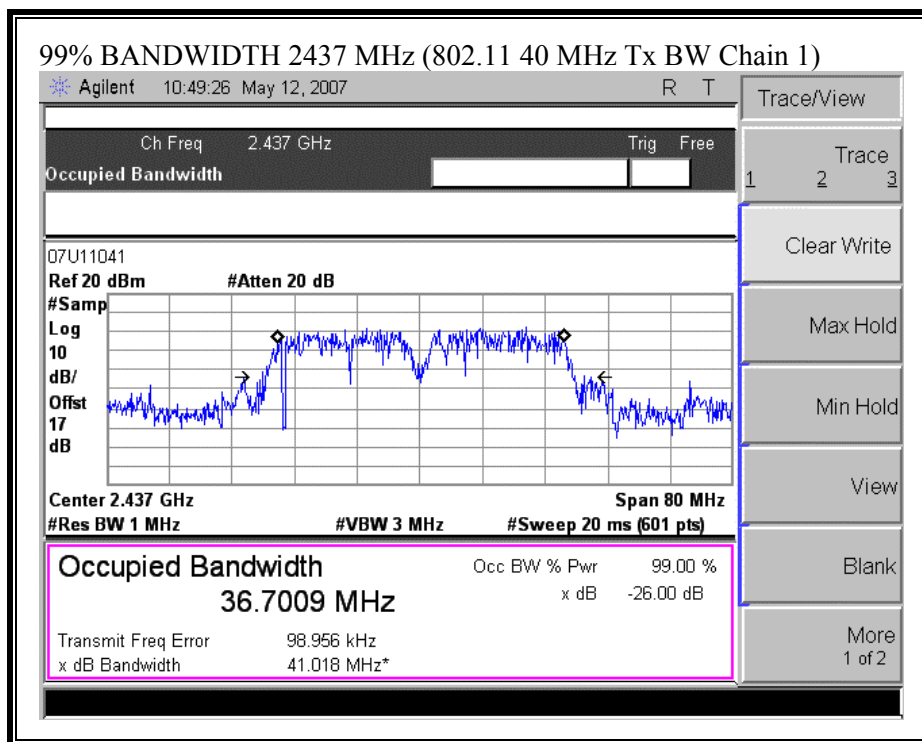 99% BANDWIDTH 2437 MHz (802.11 40 MHz Tx BW Chain 1)
Agilent 10:49:26 May 12, 2007 R T
Trace/View
Ch Freq 2.437 GHz Trig Free
Occupied Bandwidth
Trace
1 2 3
Clear Write
07U11041
Ref 20 dBm #Atten 20 dB
#Samp
Log
10
dB/
Offst
17
dB
Max Hold
Min Hold
View
Center 2.437 GHz Span 80 MHz
#Res BW 1 MHz #VBW 3 MHz #Sweep 20 ms (601 pts)
Occupied Bandwidth Occ BW % Pwr 99.00 %
36.7009 MHz x dB -26.00 dB
Blank
Transmit Freq Error 98.956 kHz
x dB Bandwidth 41.018 MHz*
More
1 of 2